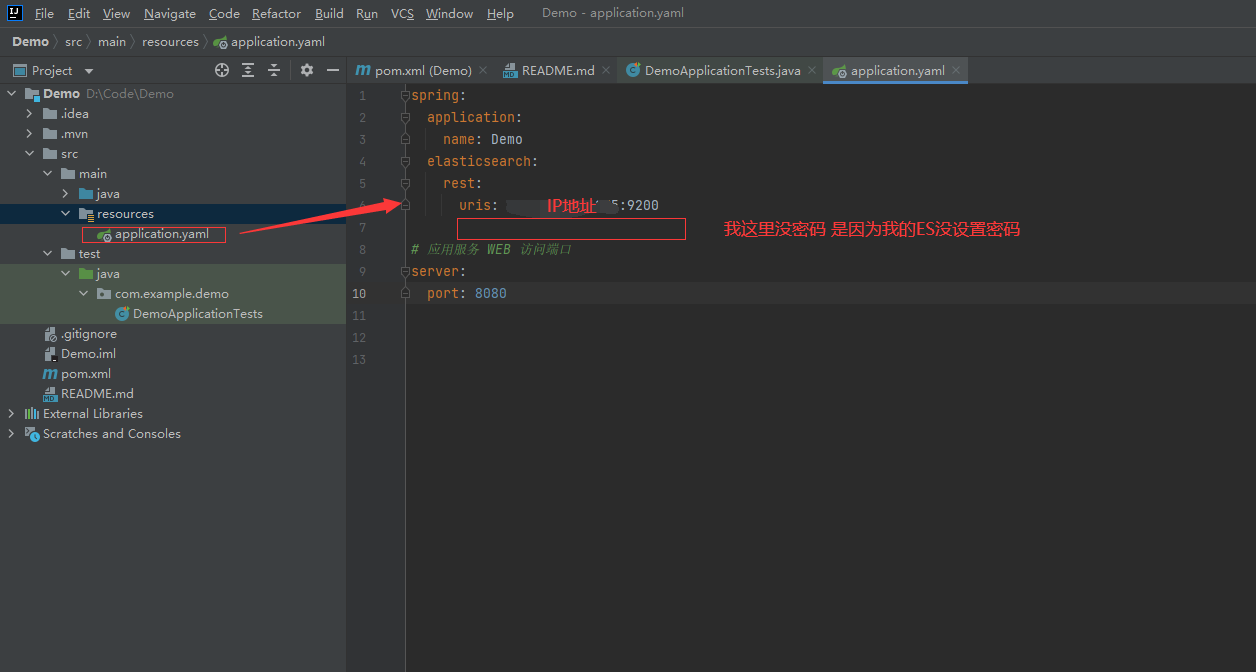 File Edit View Navigate Code Refactor Build Run VCS Window Help Demo - application.yaml
Demo src main resources application.yaml
Project
pom.xml (Demo) README.md DemoApplicationTests.java application.yaml
Demo D:\Code\Demo
.idea
.mvn
src
main
java
resources
application.yaml
test
java
com.example.demo
DemoApplicationTests
.gitignore
Demo.iml
pom.xml
README.md
External Libraries
Scratches and Consoles
1 spring:
2 application:
3 name: Demo
4 elasticsearch:
5 rest:
6 uris: IP地址 5:9200
7
我这里没密码 是因为我的ES没设置密码
8 # 应用服务 WEB 访问端口
9 server:
10 port: 8080
11
12
13